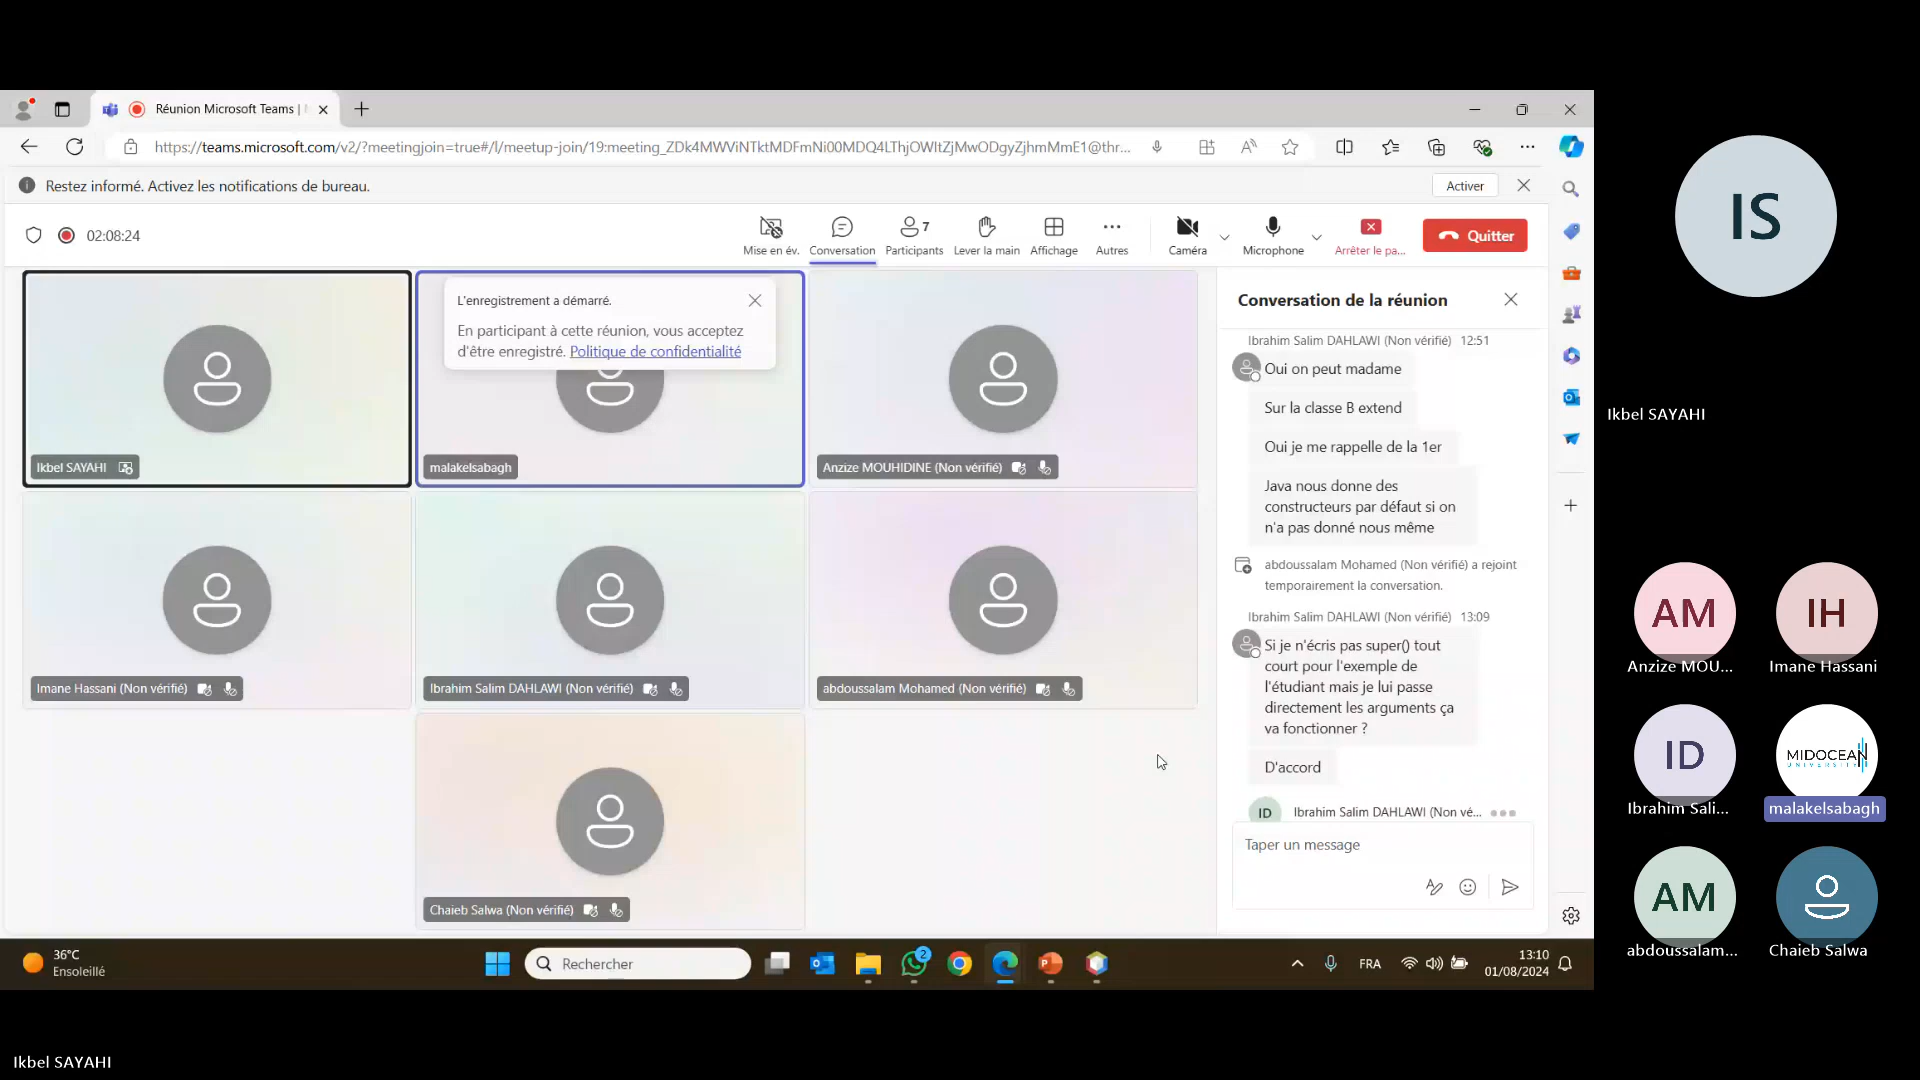 Réunion Microsoft Teams |
https://teams.microsoft.com/v2/?meetingjoin=true#/l/meetup-join/19:meeting_ZDk4MWViNTktMDFmNi00MDQ4LThjOWItZjMwODgyZjhmMmE1@thr...
Restez informé. Activez les notifications de bureau.
Activer
02:08:24
Mise en év.
Conversation
7
Participants
Lever la main
Affichage
Autres
Caméra
Microphone
Arrêter le pa...
Quitter
L'enregistrement a démarré.
En participant à cette réunion, vous acceptez
d'être enregistré. Politique de confidentialité
Ikbel SAYAHI
malakelsabagh
Anzize MOUHIDINE (Non vérifié)
Imane Hassani (Non vérifié)
Ibrahim Salim DAHLAWI (Non vérifié)
abdoussalam Mohamed (Non vérifié)
Chaieb Salwa (Non vérifié)
Conversation de la réunion
Ibrahim Salim DAHLAWI (Non vérifié) 12:51
Oui on peut madame
Sur la classe B extend
Oui je me rappelle de la 1er
Java nous donne des
constructeurs par défaut si on
n'a pas donné nous même
abdoussalam Mohamed (Non vérifié) a rejoint
temporairement la conversation.
Ibrahim Salim DAHLAWI (Non vérifié) 13:09
Si je n'écris pas super() tout
court pour l'exemple de
l'étudiant mais je lui passe
directement les arguments ça
va fonctionner ?
D'accord
ID
Ibrahim Salim DAHLAWI (Non vé...
Taper un message
36°C
Ensoleillé
Rechercher
2
FRA
13:10
01/08/2024
IS
Ikbel SAYAHI
AM
Anzize MOU...
IH
Imane Hassani
ID
Ibrahim Sali...
MIDOCEAN
UNIVERSITY
malakelsabagh
AM
abdoussalam...
Chaieb Salwa
Ikbel SAYAHI